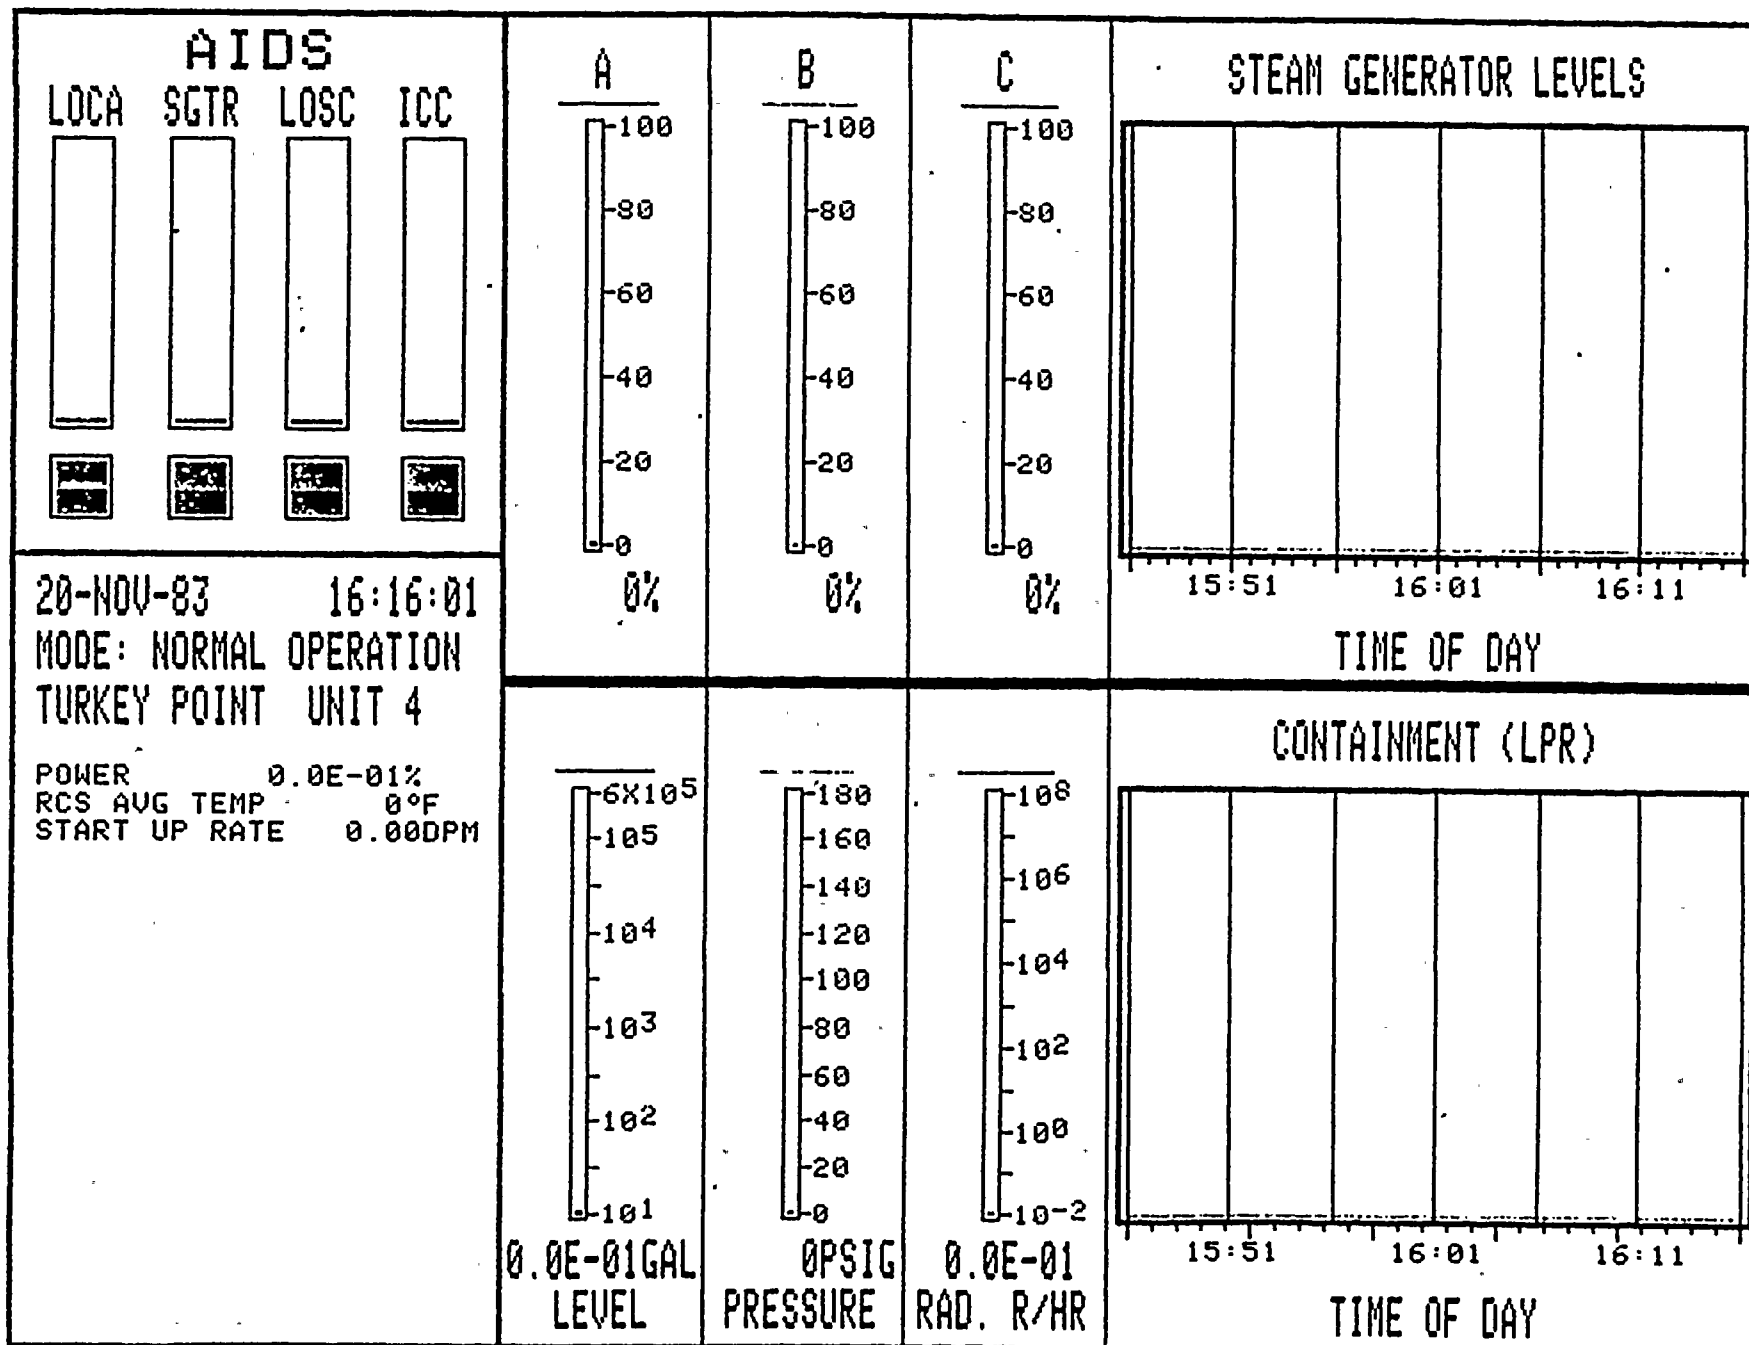 AIDS
LOCA SGTR LOSC ICC
20-NOV-83 16:16:01
MODE: NORMAL OPERATION
TURKEY POINT UNIT 4
POWER 0.0E-01%
RCS AVG TEMP 0°F
START UP RATE 0.00DPM
A
100
80
60
40
20
0
0%
B
100
80
60
40
20
0
0%
C
100
80
60
40
20
0
0%
STEAM GENERATOR LEVELS
15:51 16:01 16:11
TIME OF DAY
6X10⁵
10⁵
10⁴
10³
10²
10¹
0.0E-01GAL
LEVEL
180
160
140
120
100
80
60
40
20
0
0PSIG
PRESSURE
10⁸
10⁶
10⁴
10²
10⁰
10⁻²
0.0E-01
RAD. R/HR
CONTAINMENT (LPR)
15:51 16:01 16:11
TIME OF DAY